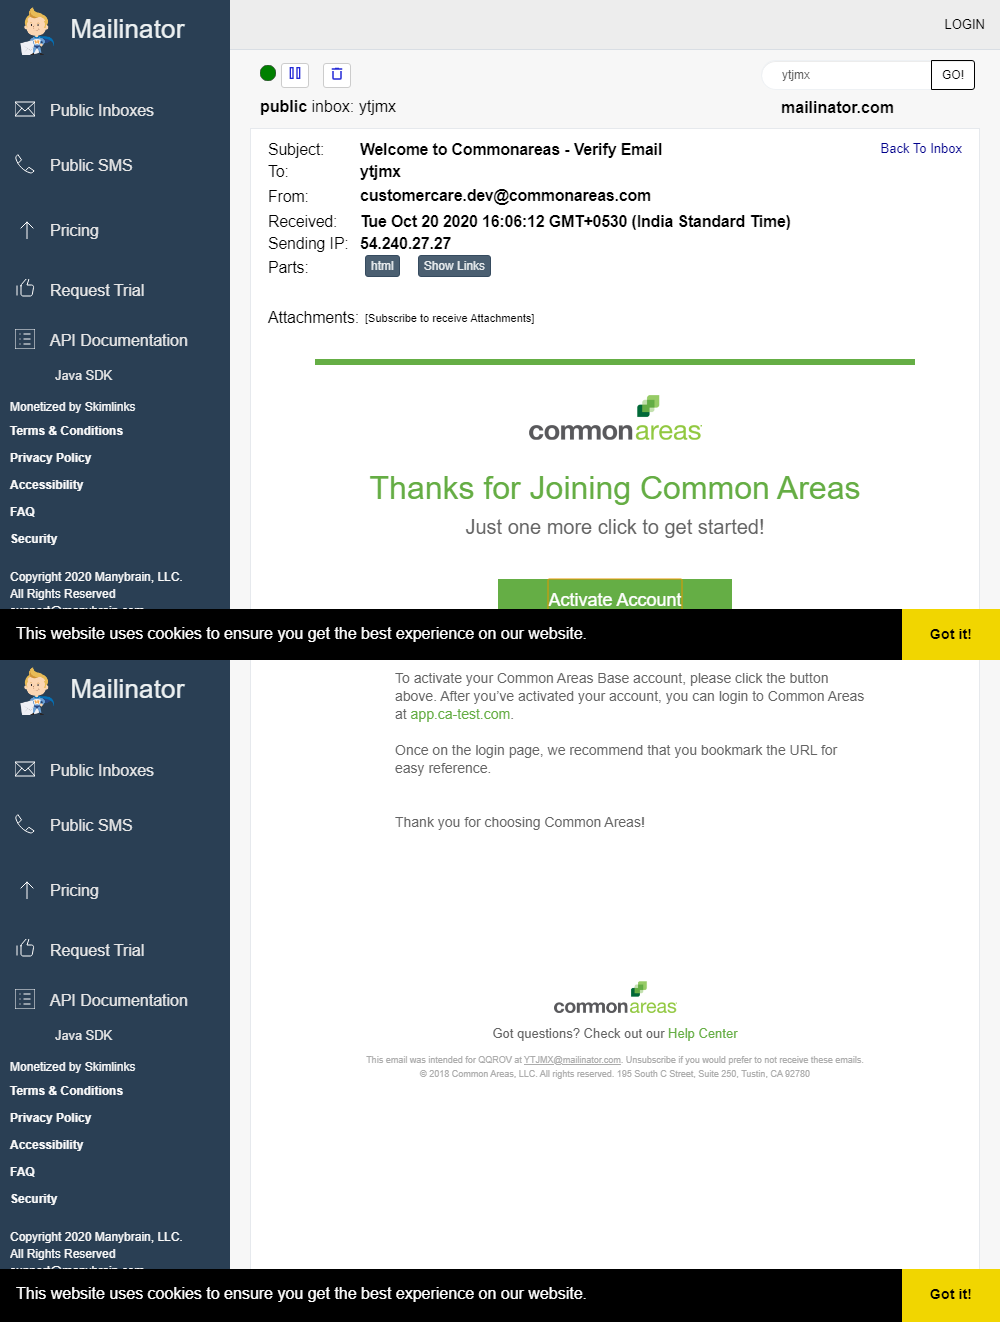 Mailinator
LOGIN
Public Inboxes
Public SMS
Pricing
Request Trial
API Documentation
Java SDK
Monetized by Skimlinks
Terms & Conditions
Privacy Policy
Accessibility
FAQ
Security
Copyright 2020 Manybrain, LLC.
All Rights Reserved
ytjmx
GO!
public inbox: ytjmx
mailinator.com
Subject: Welcome to Commonareas - Verify Email
Back To Inbox
To: ytjmx
From: customercare.dev@commonareas.com
Received: Tue Oct 20 2020 16:06:12 GMT+0530 (India Standard Time)
Sending IP: 54.240.27.27
Parts: html Show Links
Attachments: [Subscribe to receive Attachments]
commonareas
Thanks for Joining Common Areas
Just one more click to get started!
Activate Account
This website uses cookies to ensure you get the best experience on our website.
Got it!
Mailinator
Public Inboxes
Public SMS
Pricing
Request Trial
API Documentation
Java SDK
Monetized by Skimlinks
Terms & Conditions
Privacy Policy
Accessibility
FAQ
Security
Copyright 2020 Manybrain, LLC.
All Rights Reserved
To activate your Common Areas Base account, please click the button
above. After you've activated your account, you can login to Common Areas
at app.ca-test.com.
Once on the login page, we recommend that you bookmark the URL for
easy reference.
Thank you for choosing Common Areas!
commonareas
Got questions? Check out our Help Center
This email was intended for QQROV at YTJMX@mailinator.com. Unsubscribe if you would prefer to not receive these emails.
© 2018 Common Areas, LLC. All rights reserved. 195 South C Street, Suite 250, Tustin, CA 92780
This website uses cookies to ensure you get the best experience on our website.
Got it!